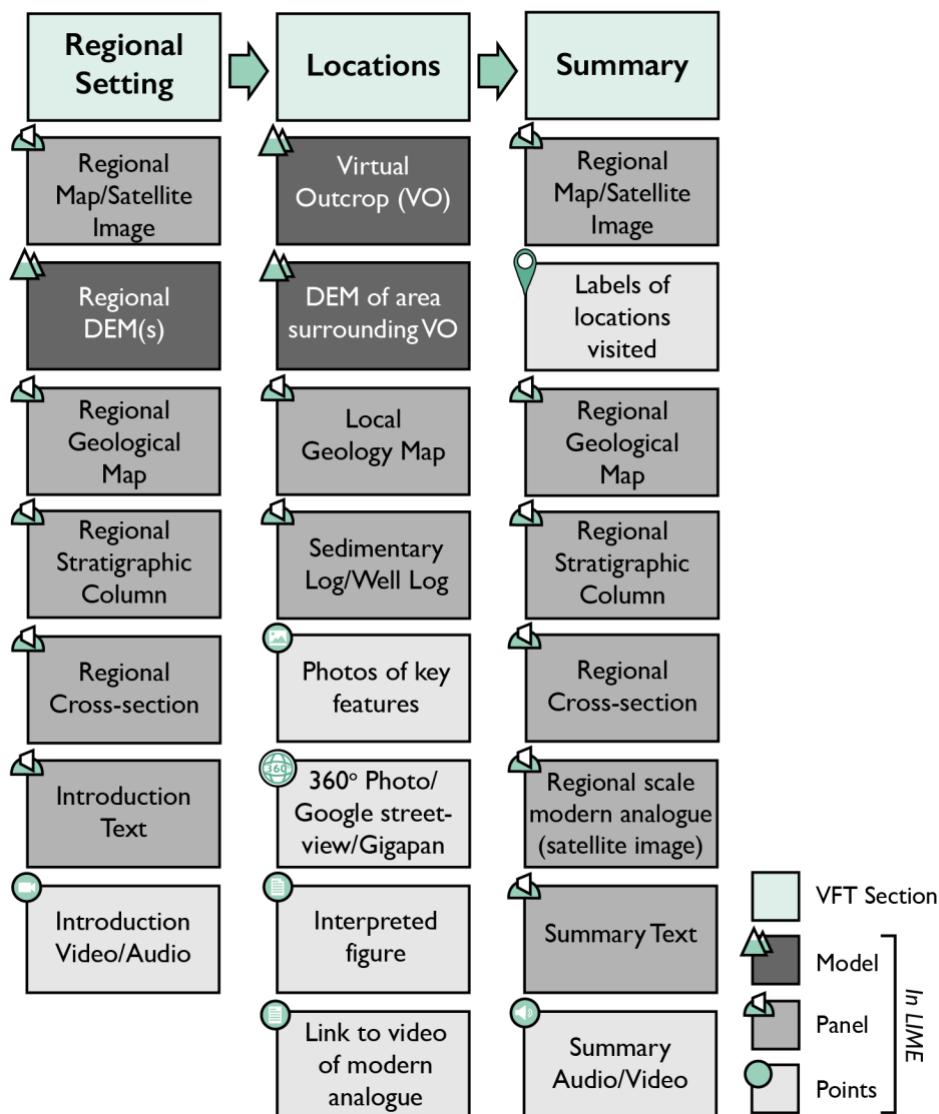 Regional
Setting
Regional
Map/Satellite
Image
Regional
DEM(s)
Regional
Geological
Map
Regional
Stratigraphic
Column
Regional
Cross-section
Introduction
Text
Introduction
Video/Audio
Locations
Virtual
Outcrop (VO)
DEM of area
surrounding VO
Local
Geology Map
Sedimentary
Log/Well Log
Photos of key
features
360
360° Photo/
Google street-
view/Gigapan
Interpreted
figure
Link to video
of modern
analogue
Summary
Regional
Map/Satellite
Image
Labels of
locations
visited
Regional
Geological
Map
Regional
Stratigraphic
Column
Regional
Cross-section
Regional scale
modern analogue
(satellite image)
Summary Text
Summary
Audio/Video
VFT Section
Model
Panel
Points
In LIME